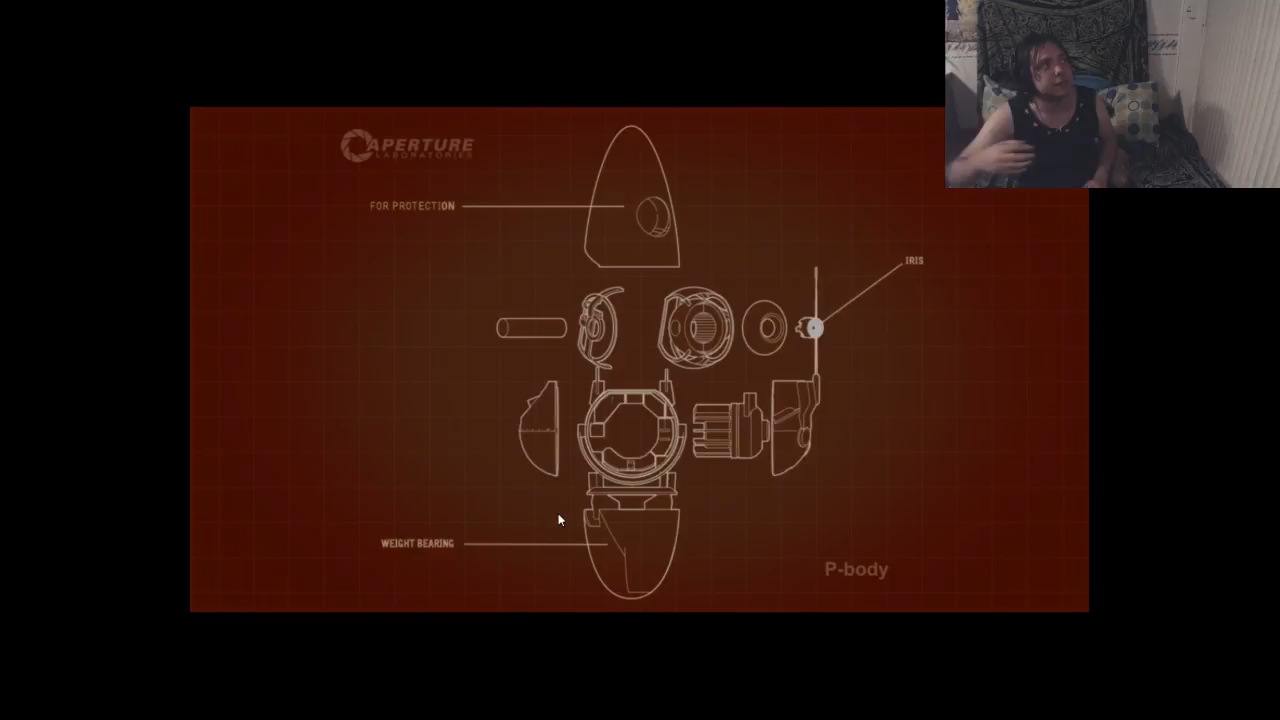 APERTURE
LABORATORIES
FOR PROTECTION
IRIS
WEIGHT BEARING
P-body